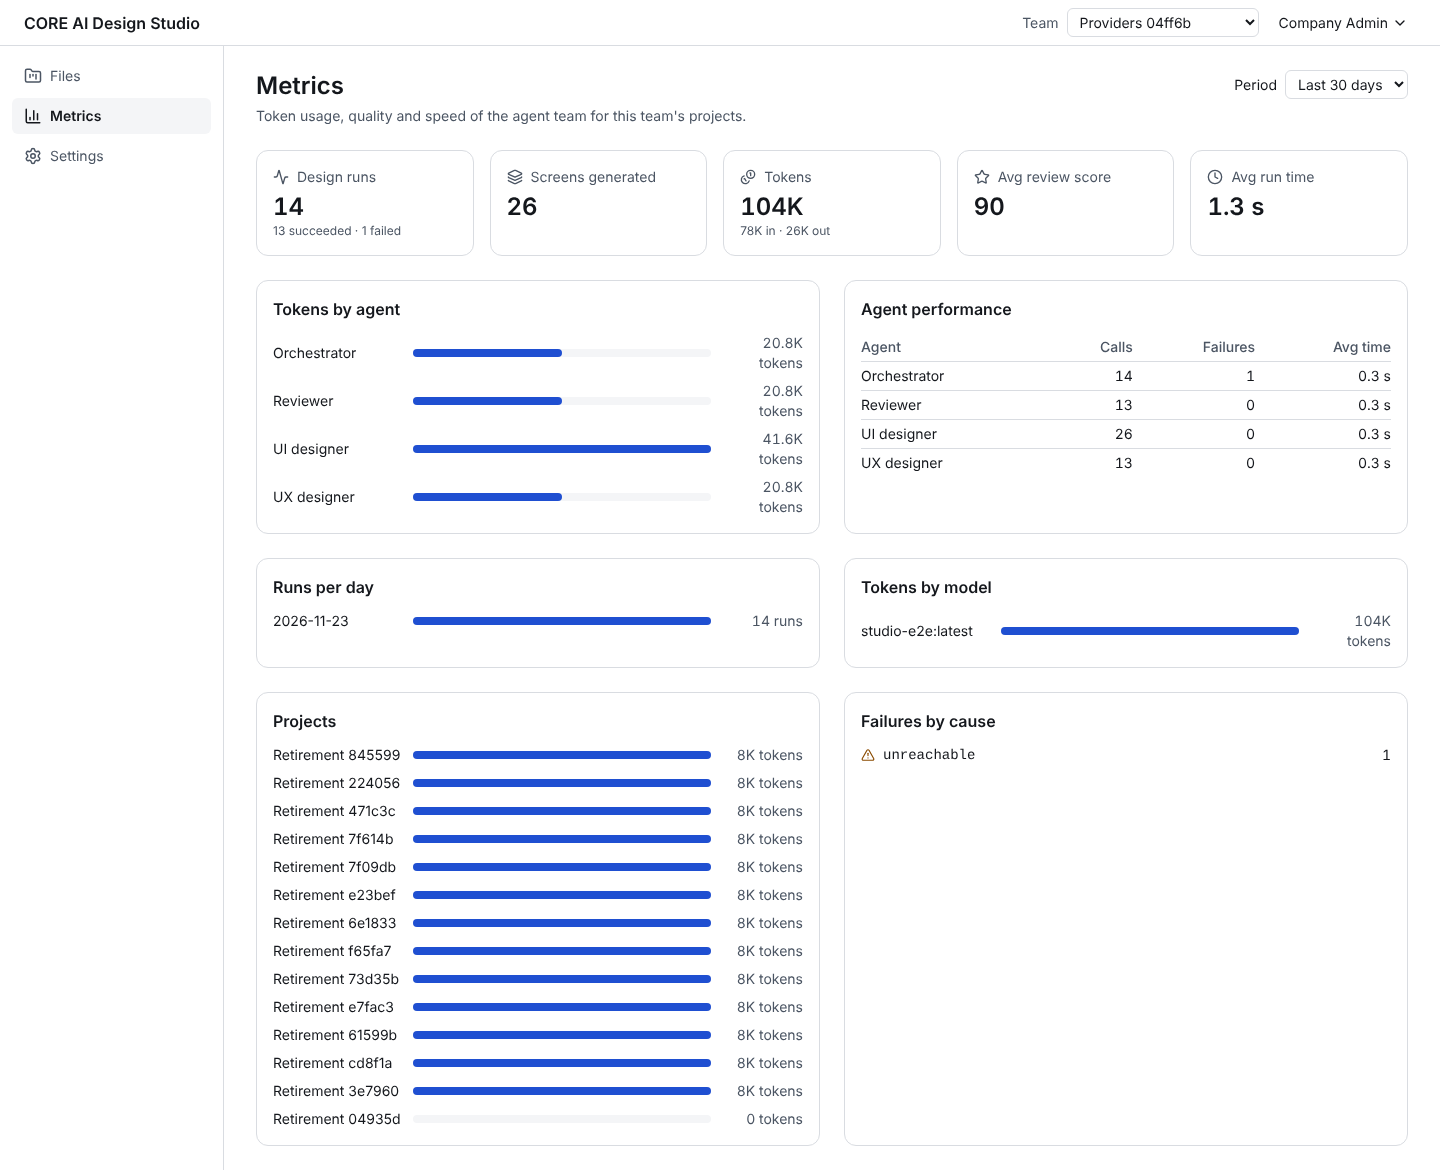 CORE AI Design Studio
Team
Providers 04ff6b
Company Admin
Files
Metrics
Settings
Metrics
Period
Last 30 days
Token usage, quality and speed of the agent team for this team's projects.
Design runs
14
13 succeeded · 1 failed
Screens generated
26
Tokens
104K
78K in · 26K out
Avg review score
90
Avg run time
1.3 s
Tokens by agent
Orchestrator
20.8K
tokens
Reviewer
20.8K
tokens
UI designer
41.6K
tokens
UX designer
20.8K
tokens
Agent performance
Agent Calls Failures Avg time
Orchestrator 14 1 0.3 s
Reviewer 13 0 0.3 s
UI designer 26 0 0.3 s
UX designer 13 0 0.3 s
Runs per day
2026-11-23 14 runs
Tokens by model
studio-e2e:latest
104K
tokens
Projects
Retirement 845599 8K tokens
Retirement 224056 8K tokens
Retirement 471c3c 8K tokens
Retirement 7f614b 8K tokens
Retirement 7f09db 8K tokens
Retirement e23bef 8K tokens
Retirement 6e1833 8K tokens
Retirement f65fa7 8K tokens
Retirement 73d35b 8K tokens
Retirement e7fac3 8K tokens
Retirement 61599b 8K tokens
Retirement cd8f1a 8K tokens
Retirement 3e7960 8K tokens
Retirement 04935d 0 tokens
Failures by cause
unreachable 1